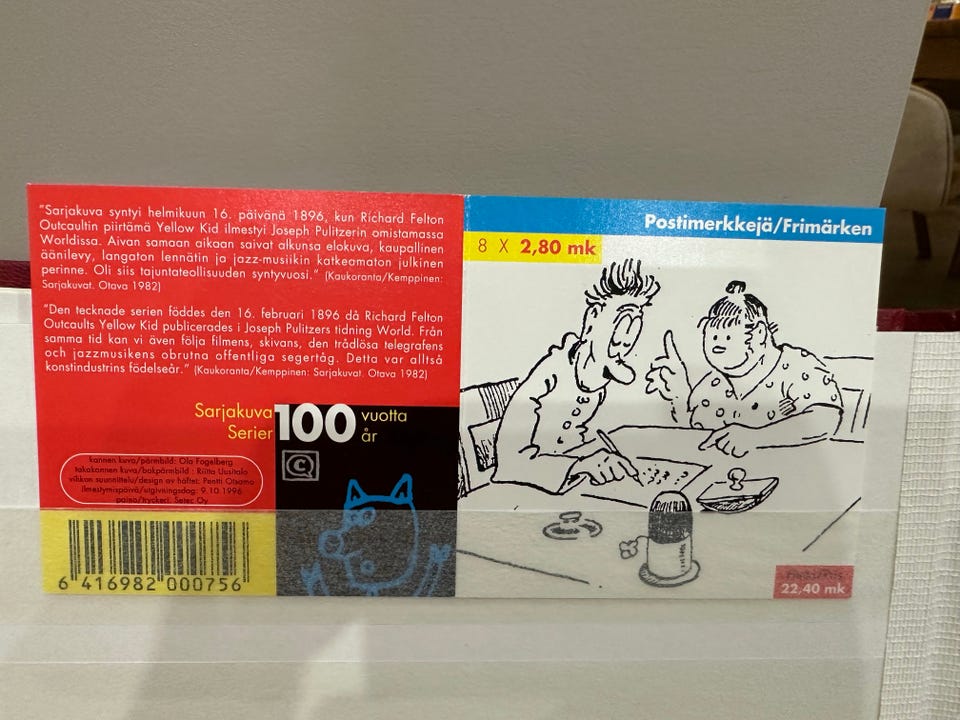 "Sarjakuva syntyi helmikuun 16. päivänä 1896, kun Richard Felton
Outcaultin piirtämä Yellow Kid ilmestyi Joseph Pulitzerin omistamassa
Worldissa. Aivan samaan aikaan saivat alkunsa elokuva, kaupallinen
äänilevy, langaton lennätin ja jazz-musiikin katkeamaton julkinen
perinne. Oli siis tajuntateollisuuden syntyvuosi." (Kaukoranta/Kemppinen:
Sarjakuvat. Otava 1982)
"Den tecknade serien föddes den 16. februari 1896 då Richard Felton
Outcaults Yellow Kid publicerades i Joseph Pulitzers tidning World. Från
samma tid kan vi även följa filmens, skivans, den trådlösa telegrafens
och jazzmusikens obrutna offentliga segertåg. Detta var alltså
konstindustrins födelseår." (Kaukoranta/Kemppinen: Sarjakuvat. Otava 1982)
Sarjakuva 100 vuotta
Serier år
C
kannen kuva/pärmbild: Ola Fogelberg
takakannen kuva/bakpärmbild : Riitta Uusitalo
vihkon suunnittelu/design av häftet: Pentti Otsamo
ilmestymispäivä/utgivningsdag: 9.10.1996
paino/tryckeri: Setec Oy
6 416982 000756
Postimerkkejä/Frimärken
8 X 2,80 mk
22,40 mk